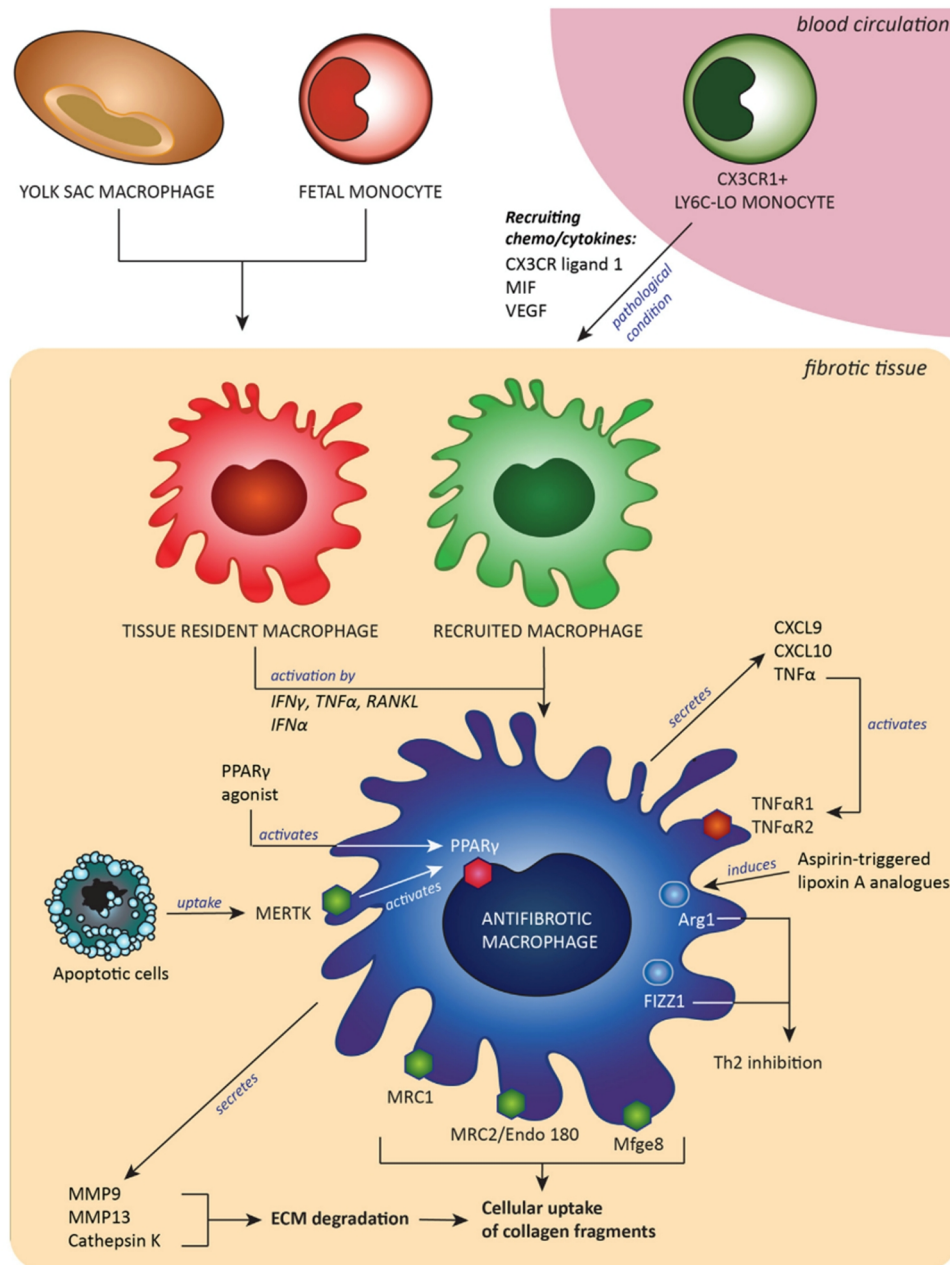 blood circulation
YOLK SAC MACROPHAGE
FETAL MONOCYTE
CX3CR1+
LY6C-LO MONOCYTE
Recruiting
chemo/cytokines:
CX3CR ligand 1
MIF
VEGF
pathological
condition
fibrotic tissue
TISSUE RESIDENT MACROPHAGE
RECRUITED MACROPHAGE
activation by
IFNγ, TNFα, RANKL
IFNα
CXCL9
CXCL10
TNFα
secretes
activates
TNFαR1
TNFαR2
PPARγ
agonist
activates
PPARγ
activates
Apoptotic cells
uptake
MERTK
ANTIFIBROTIC
MACROPHAGE
induces
Aspirin-triggered
lipoxin A analogues
Arg1
FIZZ1
Th2 inhibition
secretes
MRC1
MRC2/Endo 180
Mfge8
MMP9
MMP13
Cathepsin K
ECM degradation
Cellular uptake
of collagen fragments